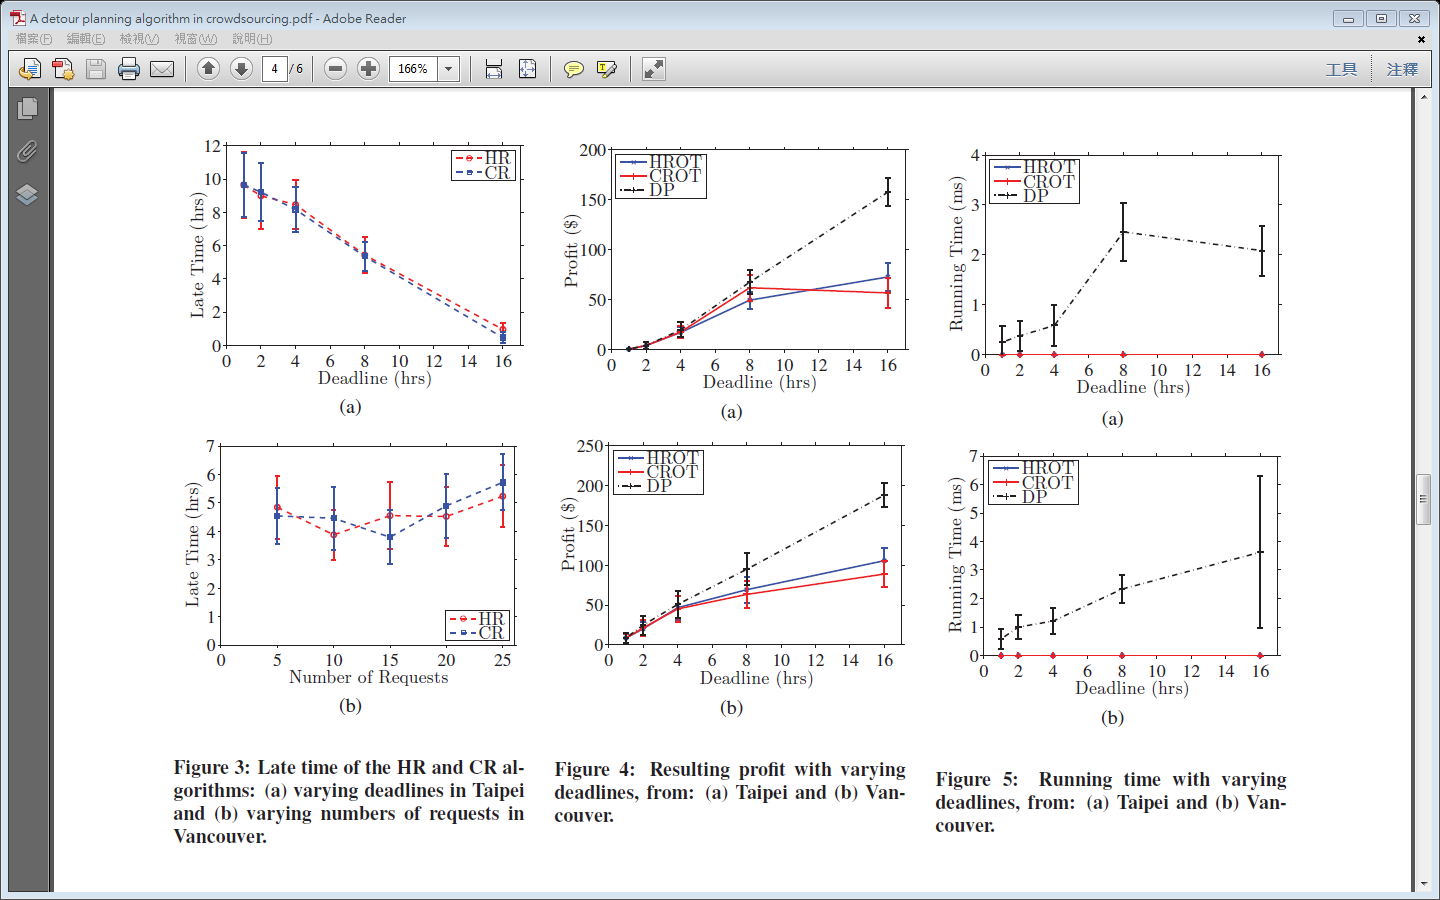 A detour planning algorithm in crowdsourcing.pdf - Adobe Reader
檔案(F) 編輯(E) 檢視(V) 視窗(W) 說明(H)
4 / 6 166% 工具 注釋
12
10
8
6
4
2
0
Late Time (hrs)
HR
CR
0 2 4 6 8 10 12 14 16
Deadline (hrs)
(a)
200
150
100
50
0
Profit ($)
HROT
CROT
DP
0 2 4 6 8 10 12 14 16
Deadline (hrs)
(a)
4
3
2
1
0
Running Time (ms)
HROT
CROT
DP
0 2 4 6 8 10 12 14 16
Deadline (hrs)
(a)
7
6
5
4
3
2
1
0
Late Time (hrs)
HR
CR
0 5 10 15 20 25
Number of Requests
(b)
250
200
150
100
50
0
Profit ($)
HROT
CROT
DP
0 2 4 6 8 10 12 14 16
Deadline (hrs)
(b)
7
6
5
4
3
2
1
0
Running Time (ms)
HROT
CROT
DP
0 2 4 6 8 10 12 14 16
Deadline (hrs)
(b)
Figure 3: Late time of the HR and CR al-
gorithms: (a) varying deadlines in Taipei
and (b) varying numbers of requests in
Vancouver.
Figure 4: Resulting profit with varying
deadlines, from: (a) Taipei and (b) Van-
couver.
Figure 5: Running time with varying
deadlines, from: (a) Taipei and (b) Van-
couver.